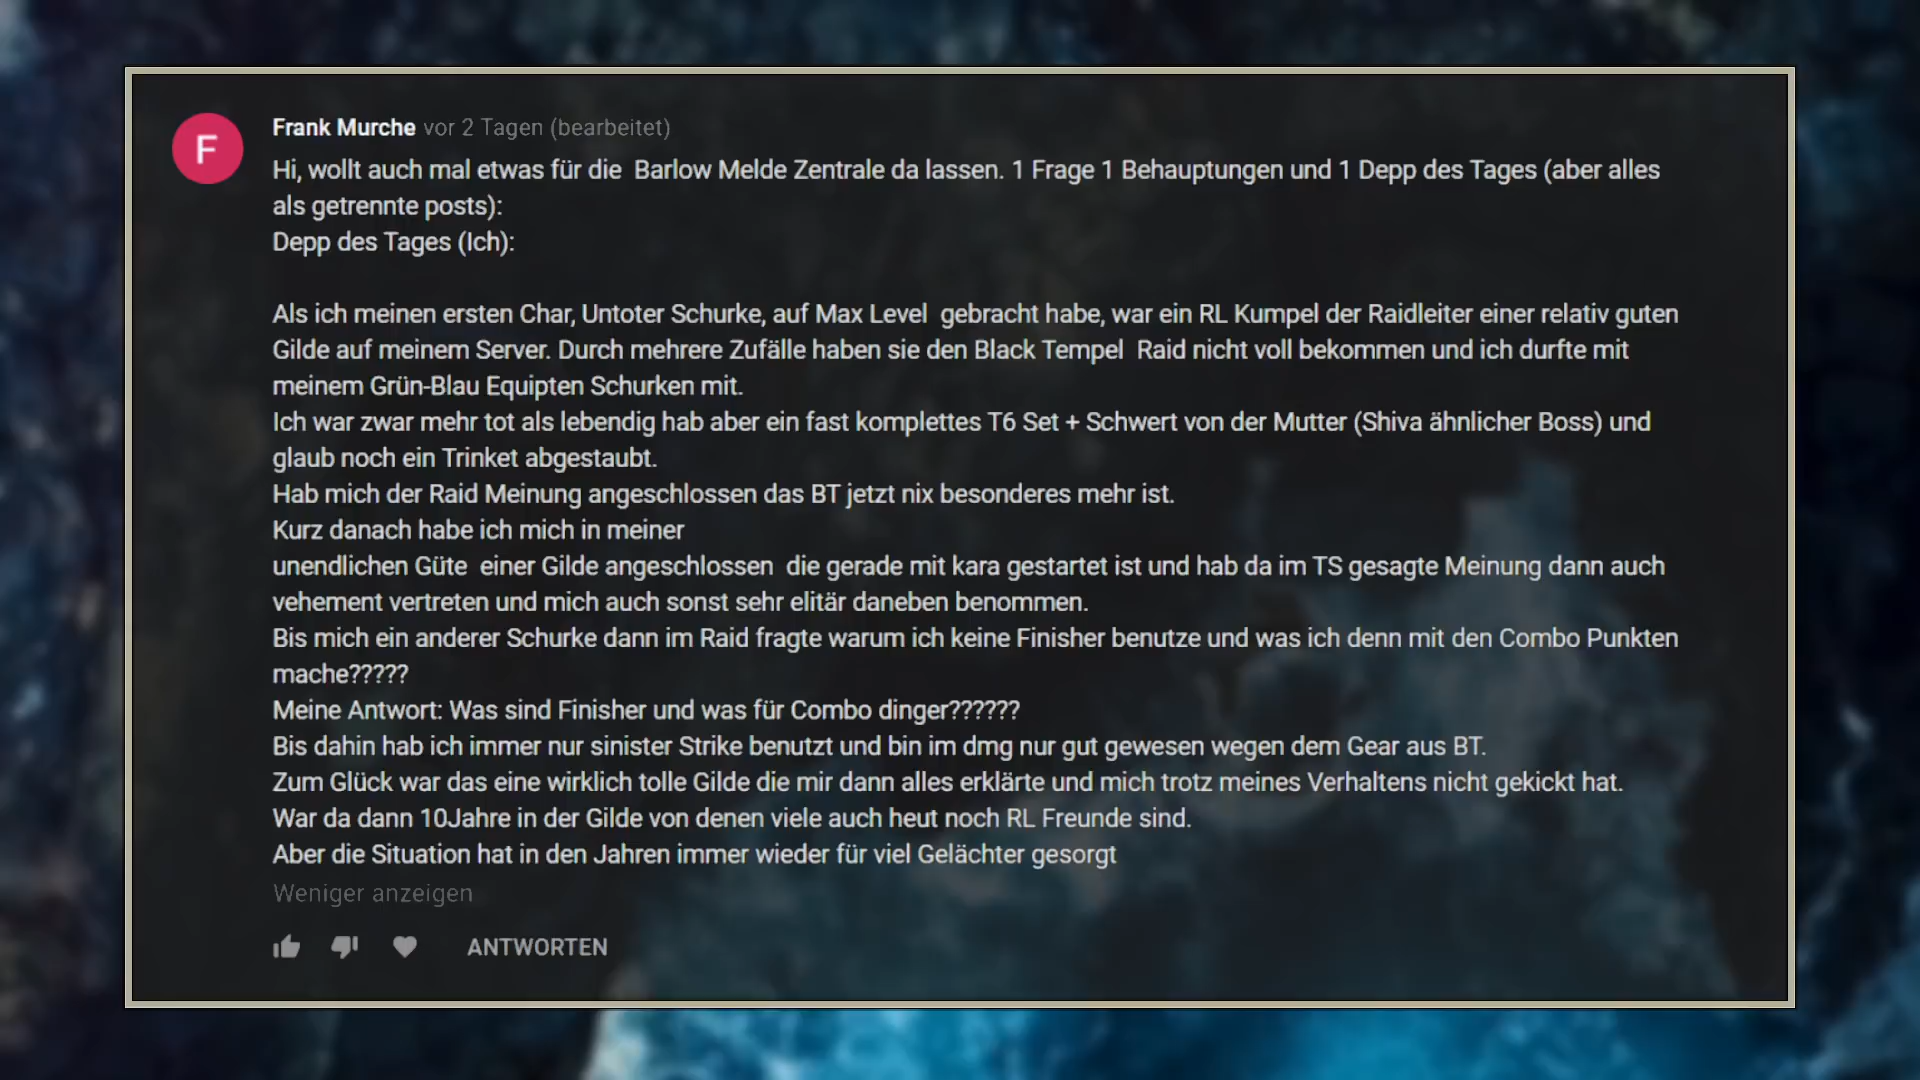 F
Frank Murche vor 2 Tagen (bearbeitet)
Hi, wollt auch mal etwas für die Barlow Melde Zentrale da lassen. 1 Frage 1 Behauptungen und 1 Depp des Tages (aber alles
als getrennte posts):
Depp des Tages (Ich):
Als ich meinen ersten Char, Untoter Schurke, auf Max Level gebracht habe, war ein RL Kumpel der Raidleiter einer relativ guten
Gilde auf meinem Server. Durch mehrere Zufälle haben sie den Black Tempel Raid nicht voll bekommen und ich durfte mit
meinem Grün-Blau Equipten Schurken mit.
Ich war zwar mehr tot als lebendig hab aber ein fast komplettes T6 Set + Schwert von der Mutter (Shiva ähnlicher Boss) und
glaub noch ein Trinket abgestaubt.
Hab mich der Raid Meinung angeschlossen das BT jetzt nix besonderes mehr ist.
Kurz danach habe ich mich in meiner
unendlichen Güte einer Gilde angeschlossen die gerade mit kara gestartet ist und hab da im TS gesagte Meinung dann auch
vehement vertreten und mich auch sonst sehr elitär daneben benommen.
Bis mich ein anderer Schurke dann im Raid fragte warum ich keine Finisher benutze und was ich denn mit den Combo Punkten
mache?????
Meine Antwort: Was sind Finisher und was für Combo dinger??????
Bis dahin hab ich immer nur sinister Strike benutzt und bin im dmg nur gut gewesen wegen dem Gear aus BT.
Zum Glück war das eine wirklich tolle Gilde die mir dann alles erklärte und mich trotz meines Verhaltens nicht gekickt hat.
War da dann 10Jahre in der Gilde von denen viele auch heut noch RL Freunde sind.
Aber die Situation hat in den Jahren immer wieder für viel Gelächter gesorgt
Weniger anzeigen
ANTWORTEN